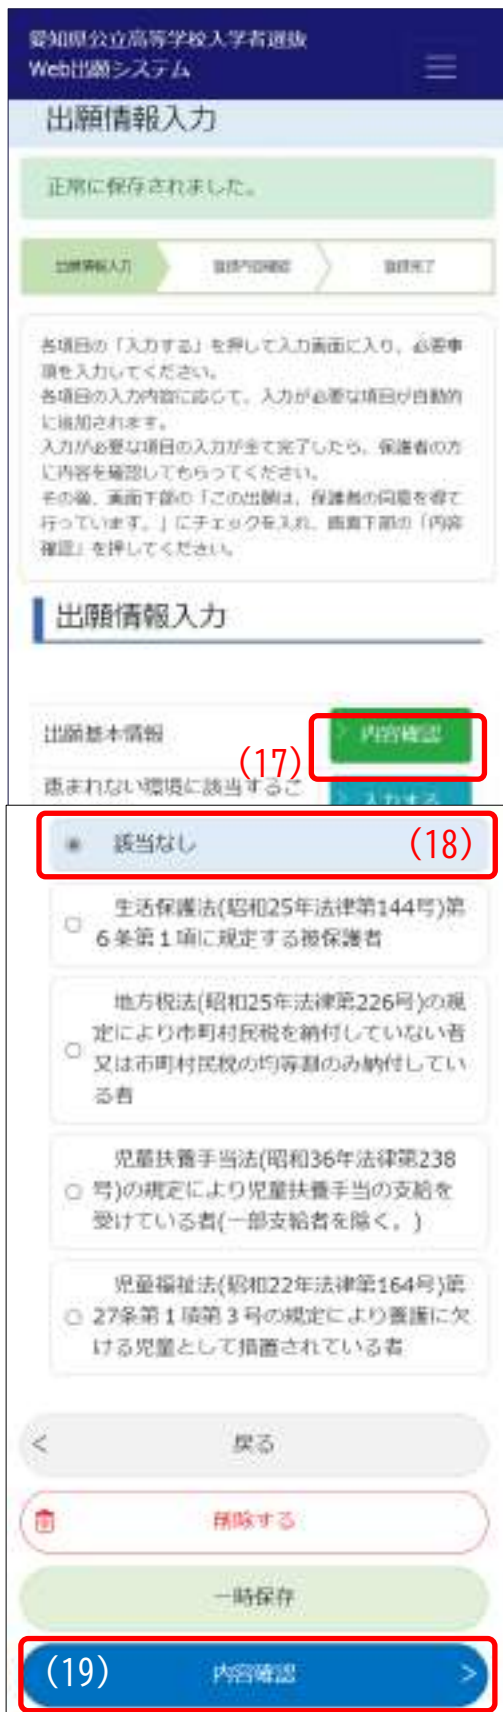 愛知県公立高等学校入学者選抜
Web出願システム
出願情報入力
正常に保存されました。
出願情報入力
登録内容確認
登録完了
各項目の「入力する」を押して入力画面に入り、必要事
項を入力してください。
各項目の入力内容に応じて、入力が必要な項目が自動的
に追加されます。
入力が必要な項目の入力が全て完了したら、保護者の方
に内容を確認してもらってください。
その後、画面下部の「この出願は、保護者の同意を得て
行っています。」にチェックを入れ、画面下部の「内容
確認」を押してください。
出願情報入力
出願基本情報
内容確認
(17)
恵まれない環境に該当するこ
入力する
該当なし
(18)
生活保護法(昭和25年法律第144号)第
6条第1項に規定する被保護者
地方税法(昭和25年法律第226号)の規
定により市町村民税を納付していない者
又は市町村民税の均等割のみ納付してい
る者
児童扶養手当法(昭和36年法律第238
号)の規定により児童扶養手当の支給を
受けている者(一部支給者を除く。)
児童福祉法(昭和22年法律第164号)第
27条第1項第3号の規定により養護に欠
ける児童として措置されている者
< 戻る
削除する
一時保存
(19) 内容確認 >